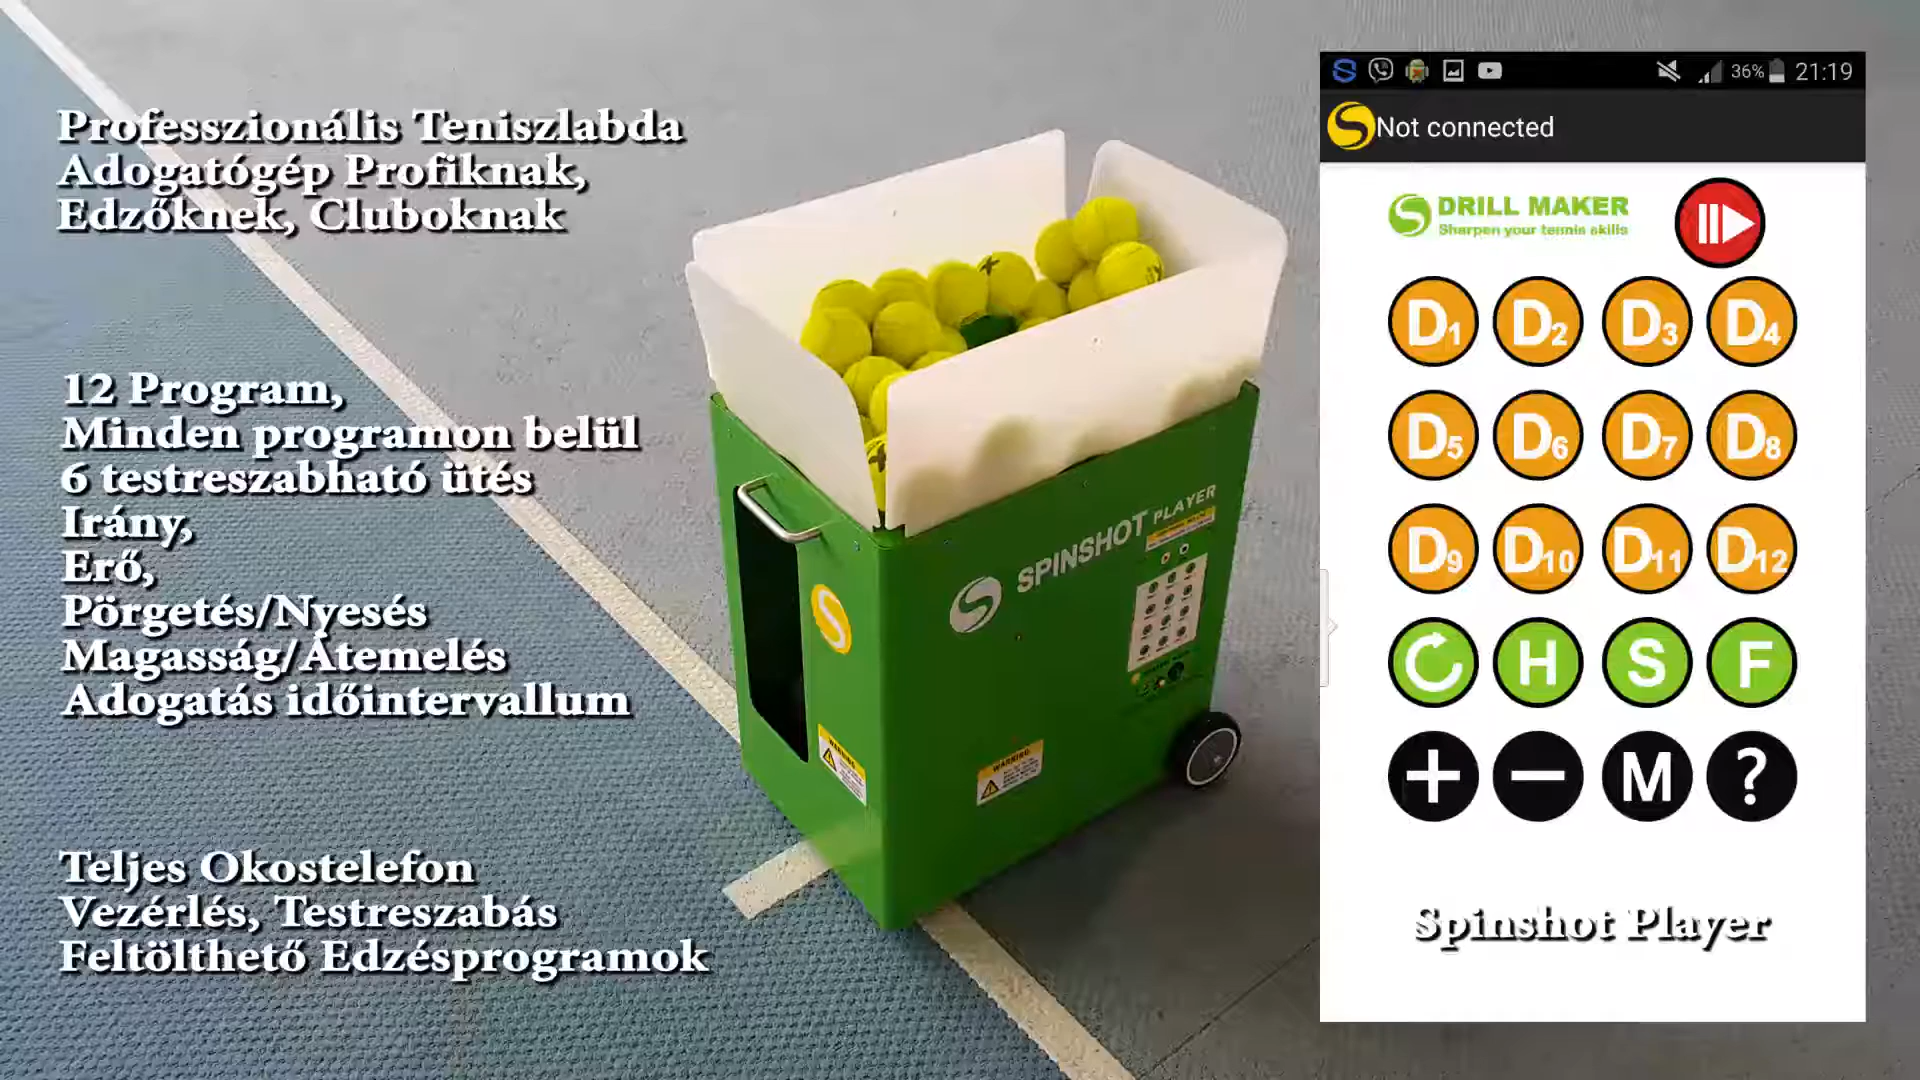 Professzionális Teniszlabda
Adogatógép Profiknak,
Edzőknek, Cluboknak
12 Program,
Minden programon belül
6 testreszabható ütés
Irány,
Erő,
Pörgetés/Nyesés
Magasság/Átemelés
Adogatás időintervallum
Teljes Okostelefon
Vezérlés, Testreszabás
Feltölthető Edzésprogramok
SPINSHOT PLAYER
WARNING
WARNING
36% 21:19
Not connected
DRILL MAKER
Sharpen your tennis skills
D1 D2 D3 D4
D5 D6 D7 D8
D9 D10 D11 D12
H S F
+ − M ?
Spinshot Player